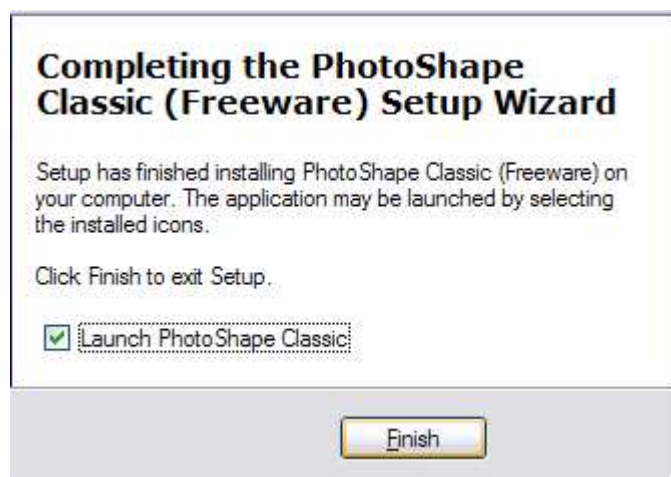 Completing the PhotoShape
Classic (Freeware) Setup Wizard
Setup has finished installing PhotoShape Classic (Freeware) on
your computer. The application may be launched by selecting
the installed icons.
Click Finish to exit Setup.
Launch PhotoShape Classic
Finish